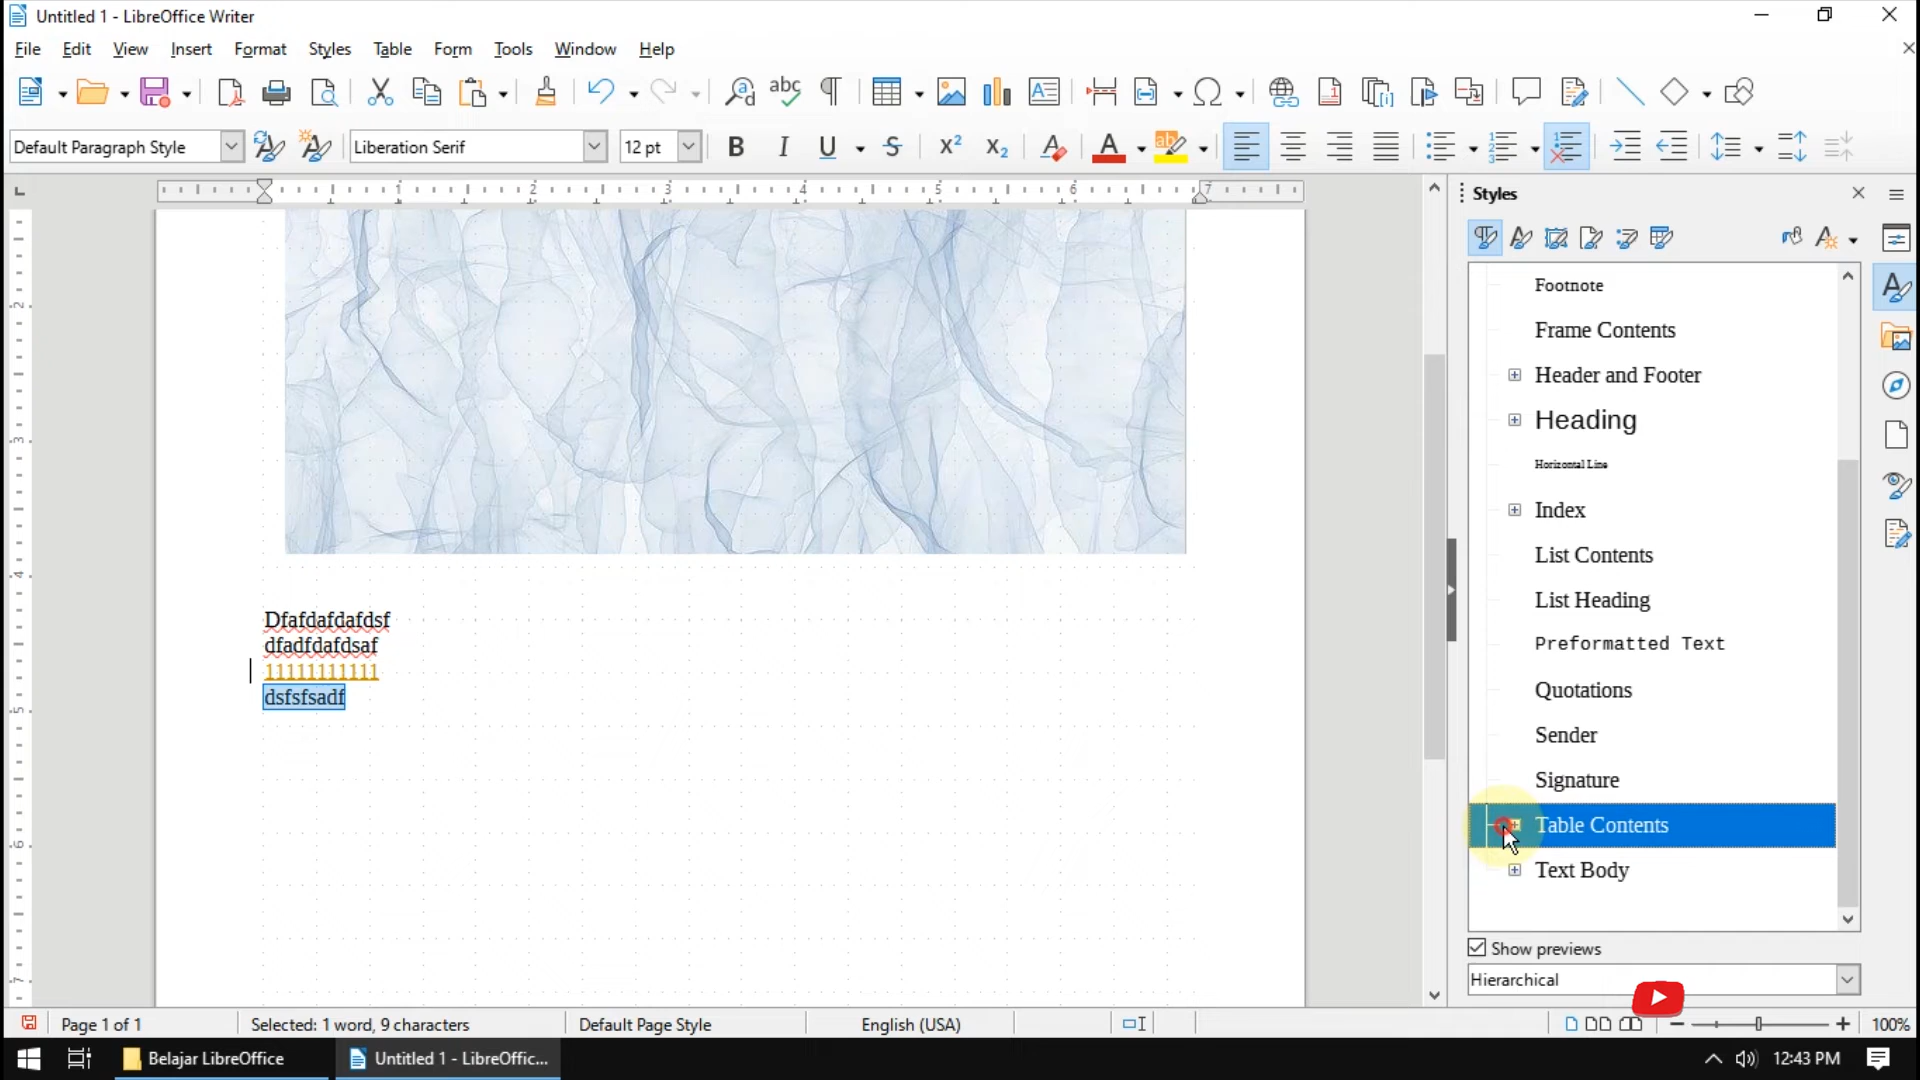 Untitled 1 - LibreOffice Writer
File Edit View Insert Format Styles Table Form Tools Window Help
Default Paragraph Style Liberation Serif 12 pt
Styles
Footnote
Frame Contents
Header and Footer
Heading
Horizontal Line
Index
List Contents
List Heading
Preformatted Text
Quotations
Sender
Signature
Table Contents
Text Body
Show previews
Hierarchical
Dfafdafdafdsf
dfadfdafdsaf
11111111111
dsfsfsadf
Page 1 of 1 Selected: 1 word, 9 characters Default Page Style English (USA) 100%
Belajar LibreOffice Untitled 1 - LibreOffic... 12:43 PM